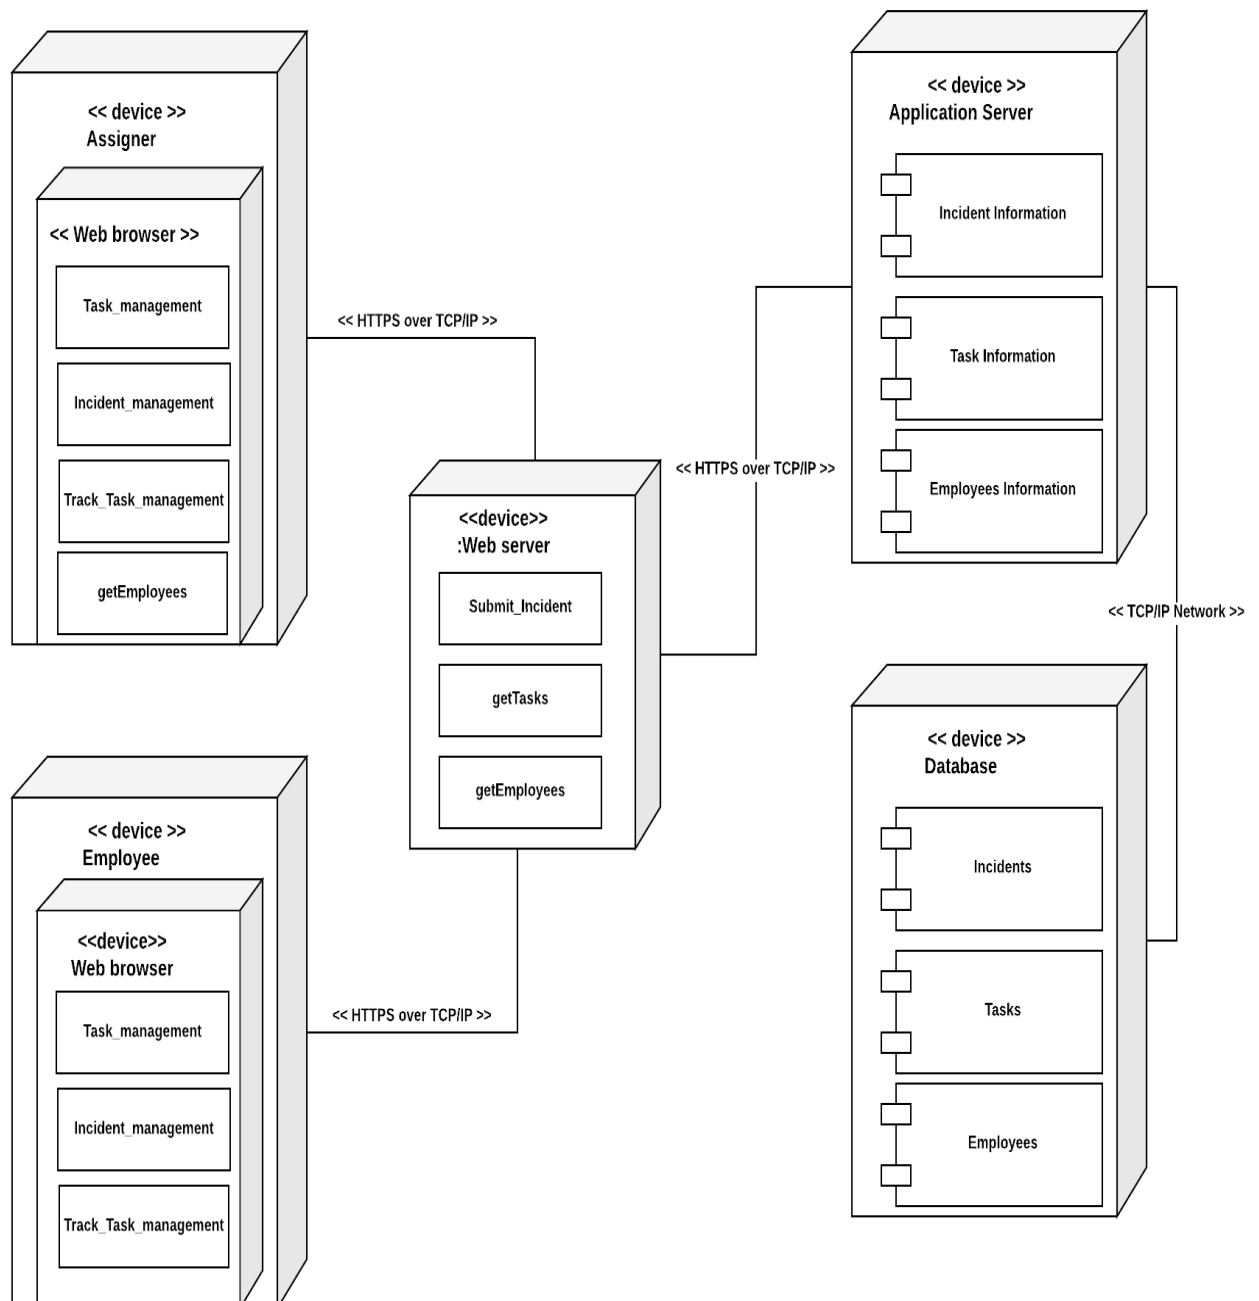 << device >>
Assigner
<< Web browser >>
Task_management
Incident_management
Track_Task_management
getEmployees
<< HTTPS over TCP/IP >>
<< device >>
Employee
<<device>>
Web browser
Task_management
Incident_management
Track_Task_management
<< HTTPS over TCP/IP >>
<<device>>
:Web server
Submit_Incident
getTasks
getEmployees
<< HTTPS over TCP/IP >>
<< device >>
Application Server
Incident Information
Task Information
Employees Information
<< TCP/IP Network >>
<< device >>
Database
Incidents
Tasks
Employees